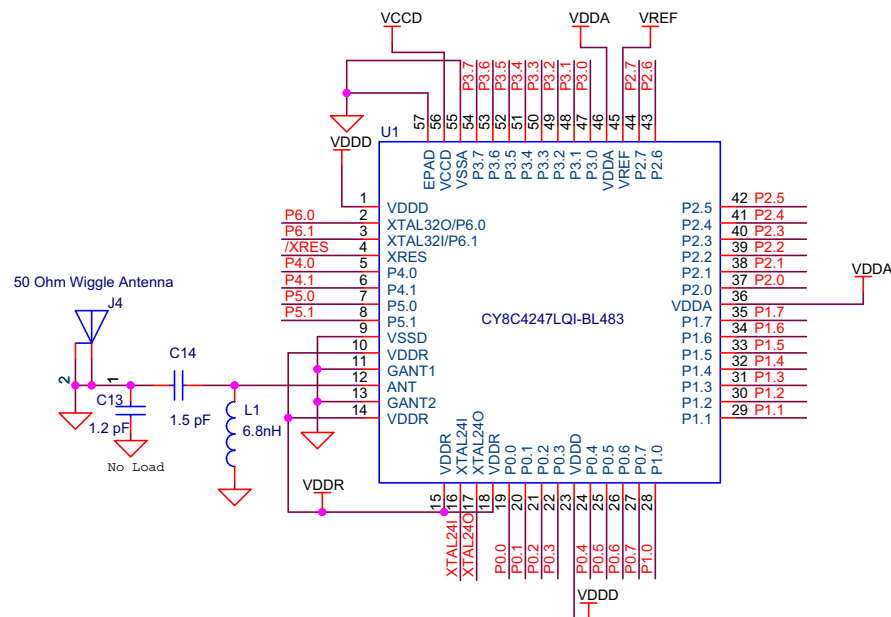 VCCD
VDDA
VREF
P3.7
P3.6
P3.5
P3.4
P3.3
P3.2
P3.1
P3.0
P2.7
P2.6
57
56
55
54
53
52
51
50
49
48
47
46
45
44
43
U1
EPAD
VCCD
VSSA
P3.7
P3.6
P3.5
P3.4
P3.3
P3.2
P3.1
P3.0
VDDA
VREF
P2.7
P2.6
VDDD
1 VDDD
P6.0 2 XTAL32O/P6.0
P6.1 3 XTAL32I/P6.1
/XRES 4 XRES
P4.0 5 P4.0
P4.1 6 P4.1
P5.0 7 P5.0
P5.1 8 P5.1
9 VSSD
10 VDDR
11 GANT1
12 ANT
13 GANT2
14 VDDR
CY8C4247LQI-BL483
P2.5 42 P2.5
P2.4 41 P2.4
P2.3 40 P2.3
P2.2 39 P2.2
P2.1 38 P2.1
P2.0 37 P2.0
VDDA 36
VDDA
P1.7 35 P1.7
P1.6 34 P1.6
P1.5 33 P1.5
P1.4 32 P1.4
P1.3 31 P1.3
P1.2 30 P1.2
P1.1 29 P1.1
50 Ohm Wiggle Antenna
J4
2
1
C14
1.5 pF
C13
1.2 pF
No Load
L1
6.8nH
VDDR
VDDR
XTAL24I
XTAL24O
VDDR
P0.0
P0.1
P0.2
P0.3
VDDD
P0.4
P0.5
P0.6
P0.7
P1.0
15
16
17
18
19
20
21
22
23
24
25
26
27
28
XTAL24I
XTAL24O
P0.0
P0.1
P0.2
P0.3
P0.4
P0.5
P0.6
P0.7
P1.0
VDDD